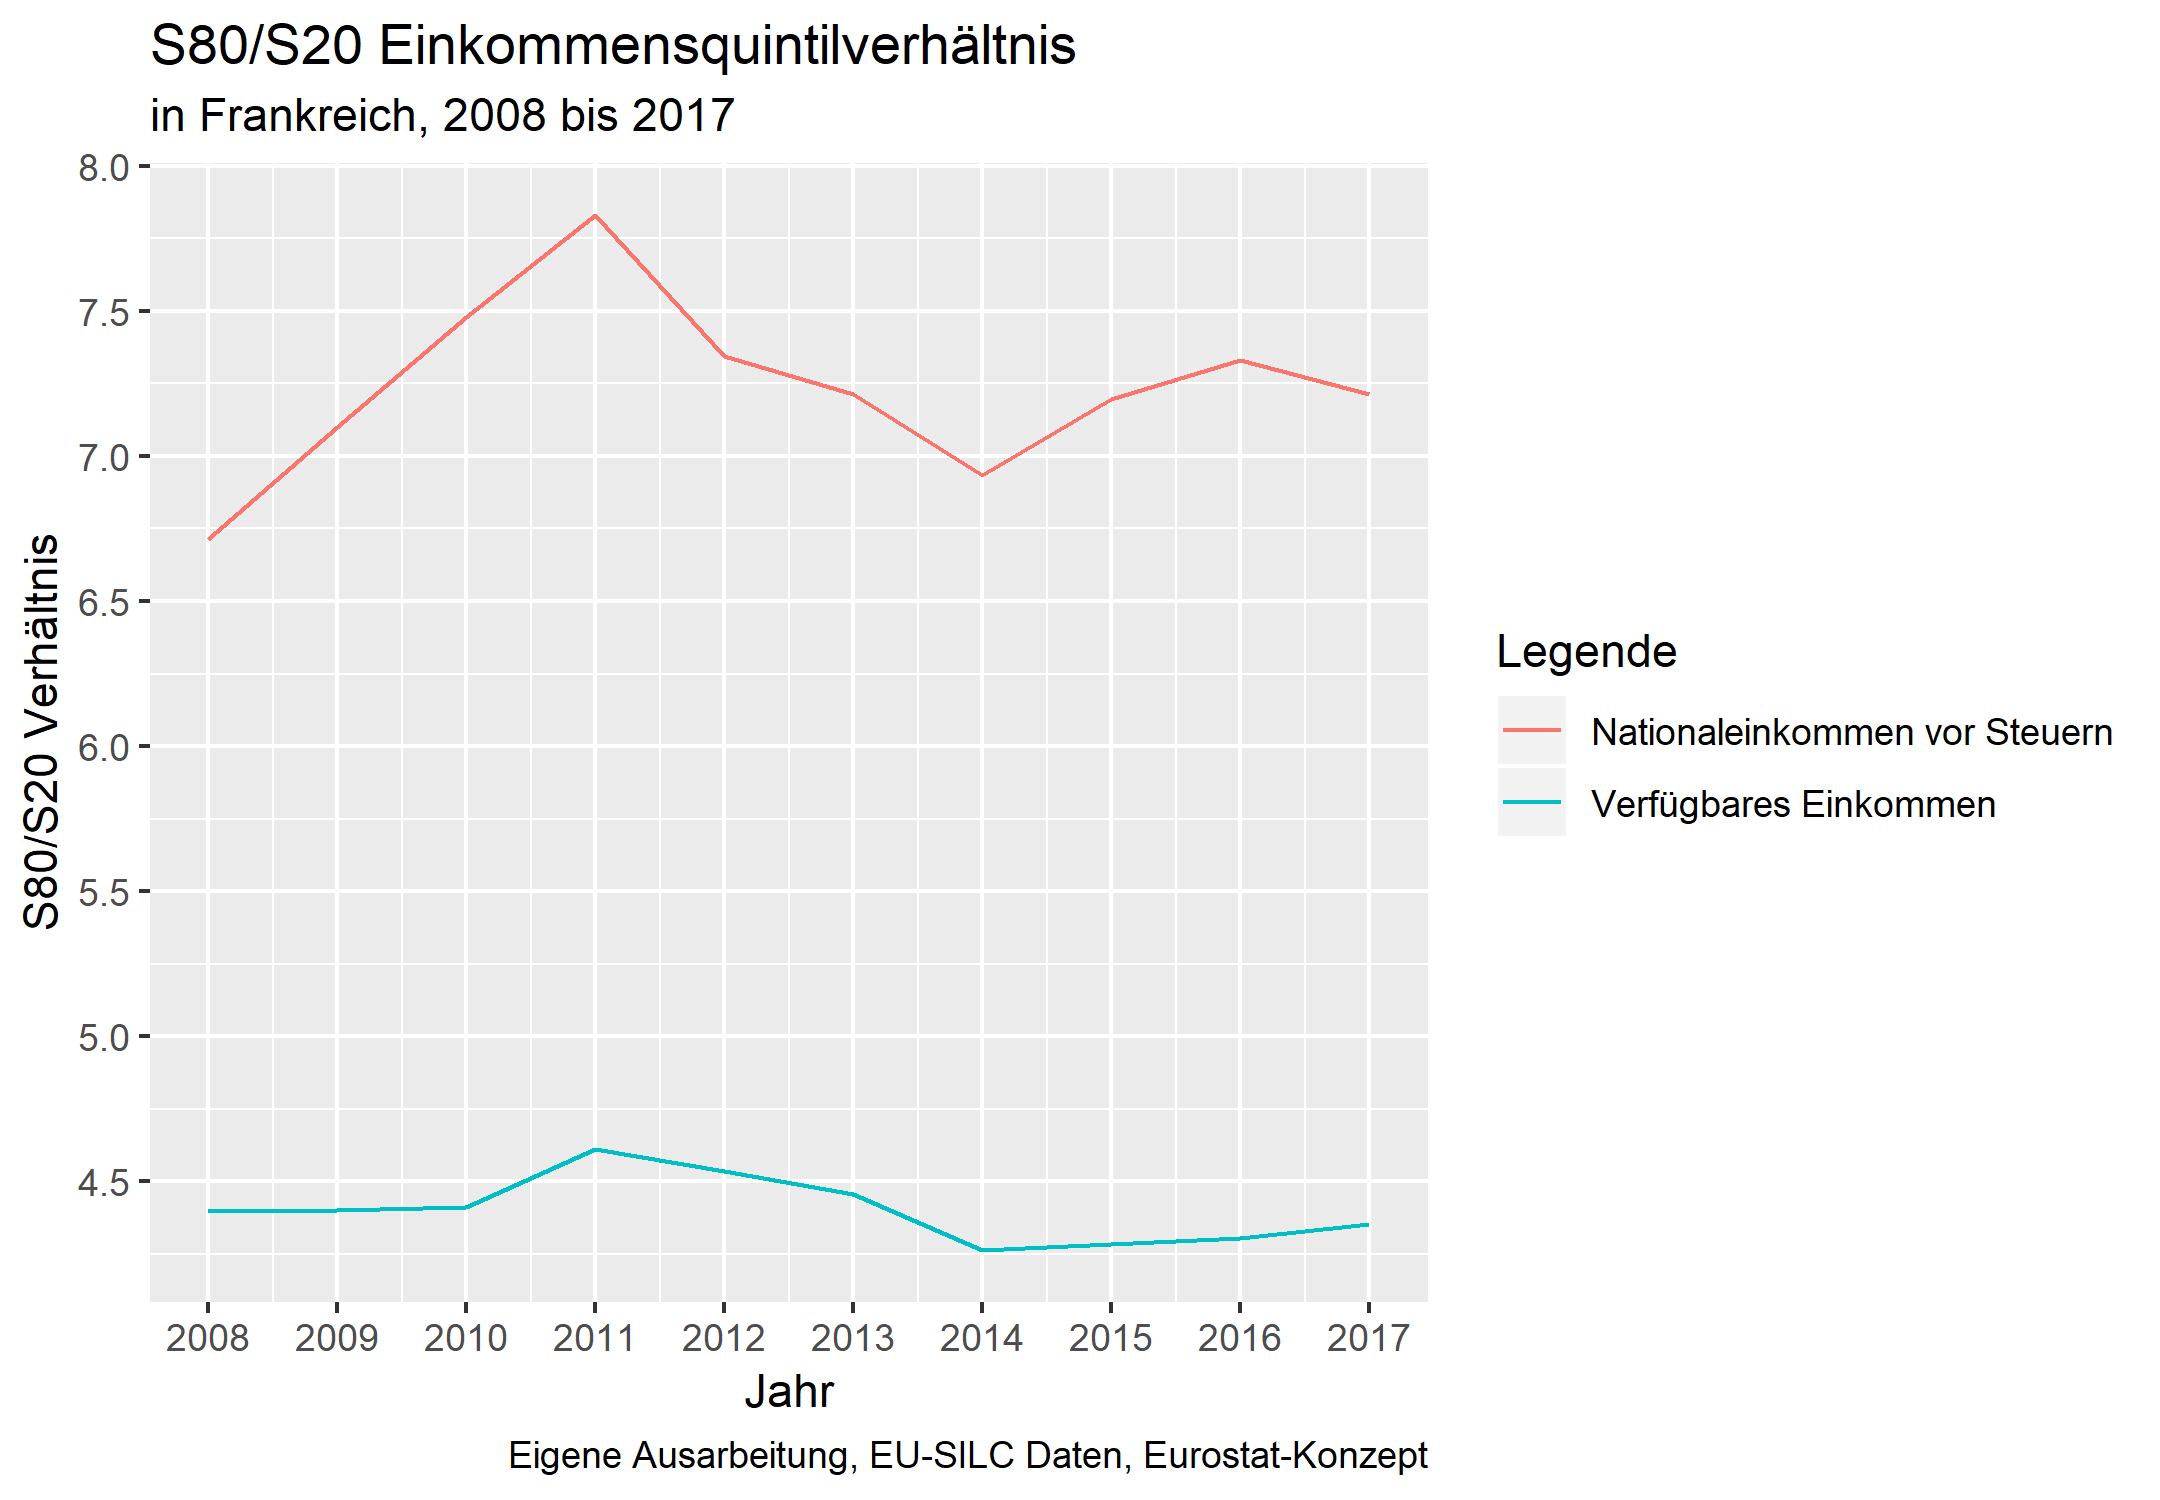 S80/S20 Einkommensquintilverhältnis
in Frankreich, 2008 bis 2017
S80/S20 Verhältnis
8.0
7.5
7.0
6.5
6.0
5.5
5.0
4.5
2008 2009 2010 2011 2012 2013 2014 2015 2016 2017
Jahr
Legende
Nationaleinkommen vor Steuern
Verfügbares Einkommen
Eigene Ausarbeitung, EU-SILC Daten, Eurostat-Konzept